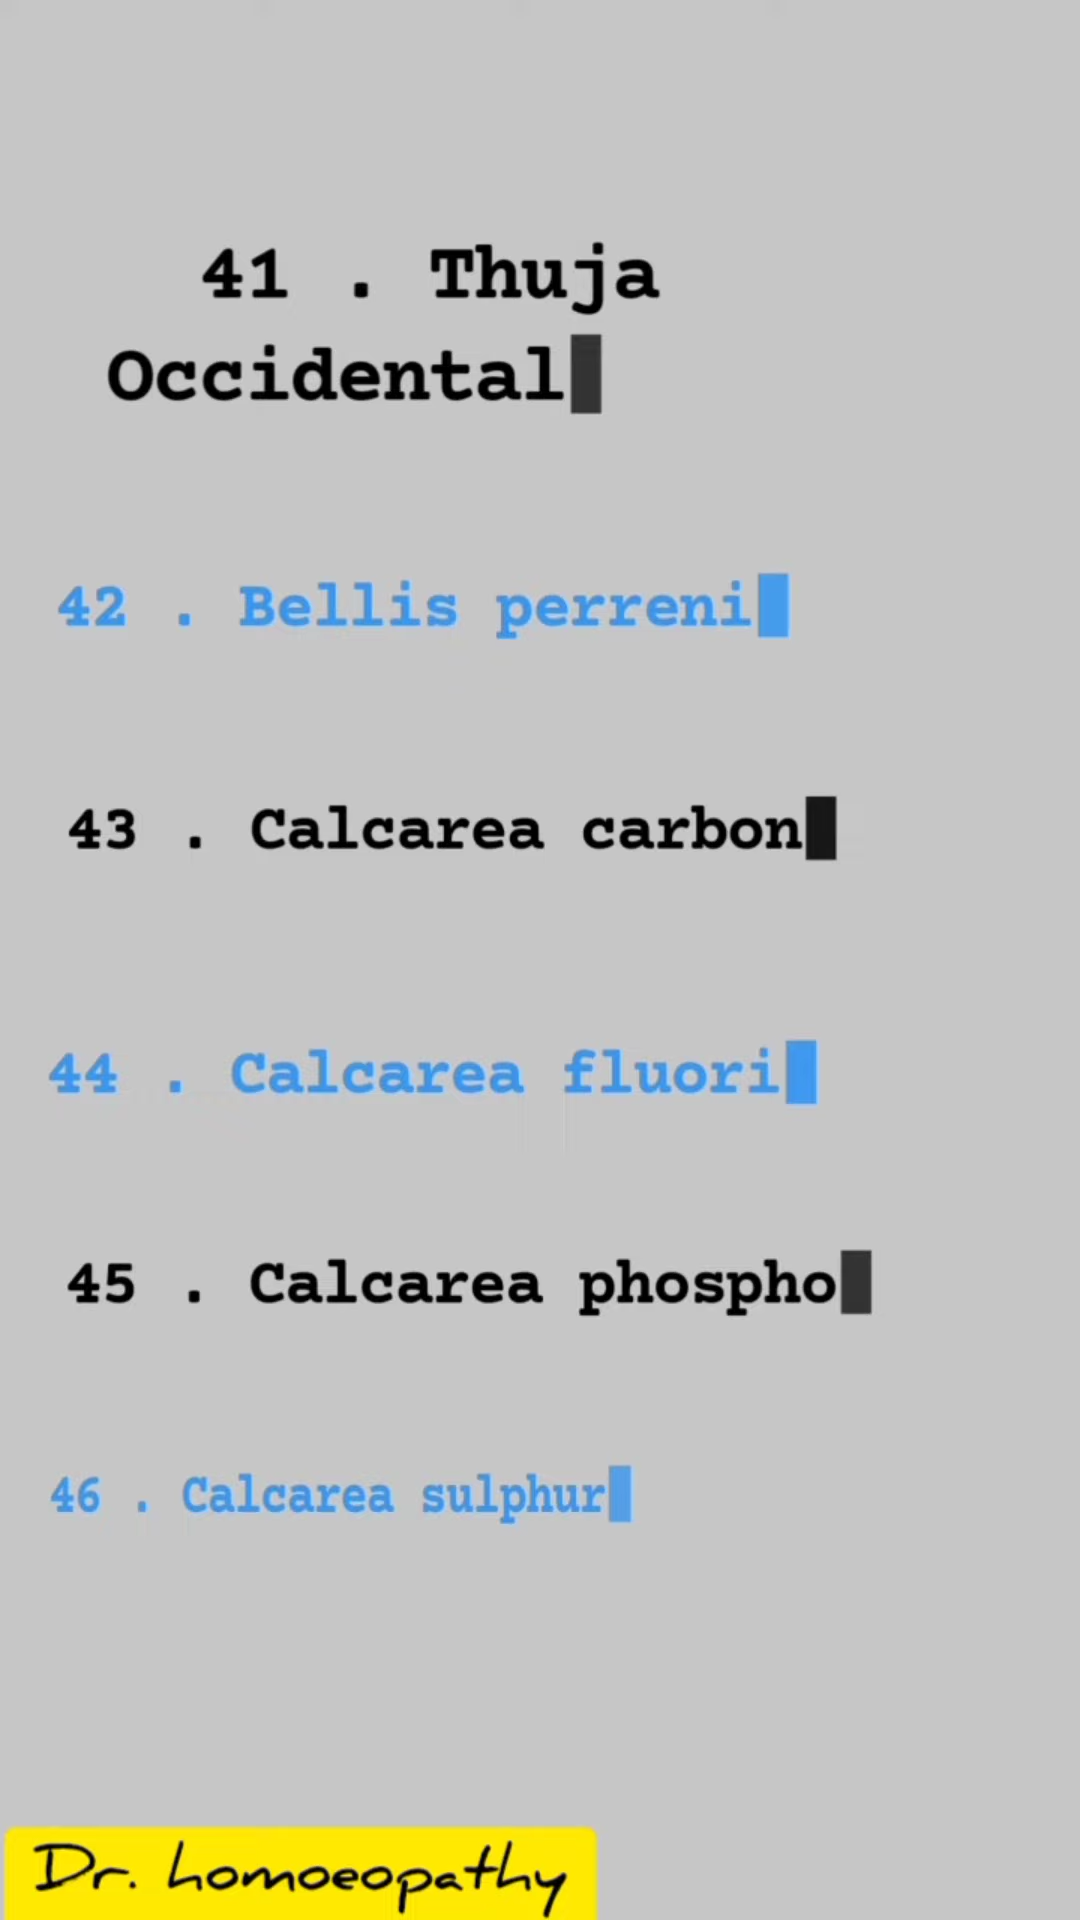 41 . Thuja
Occidental
42 . Bellis perreni
43 . Calcarea carbon
44 . Calcarea fluori
45 . Calcarea phospho
46 . Calcarea sulphur
Dr. homoeopathy